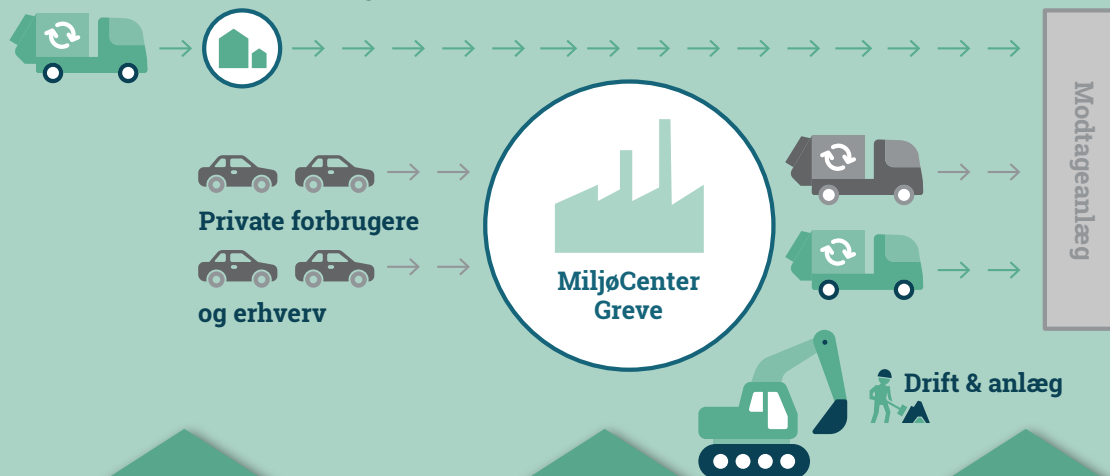 Modtageanlæg
Private forbrugere
og erhverv
MiljøCenter
Greve
Drift & anlæg